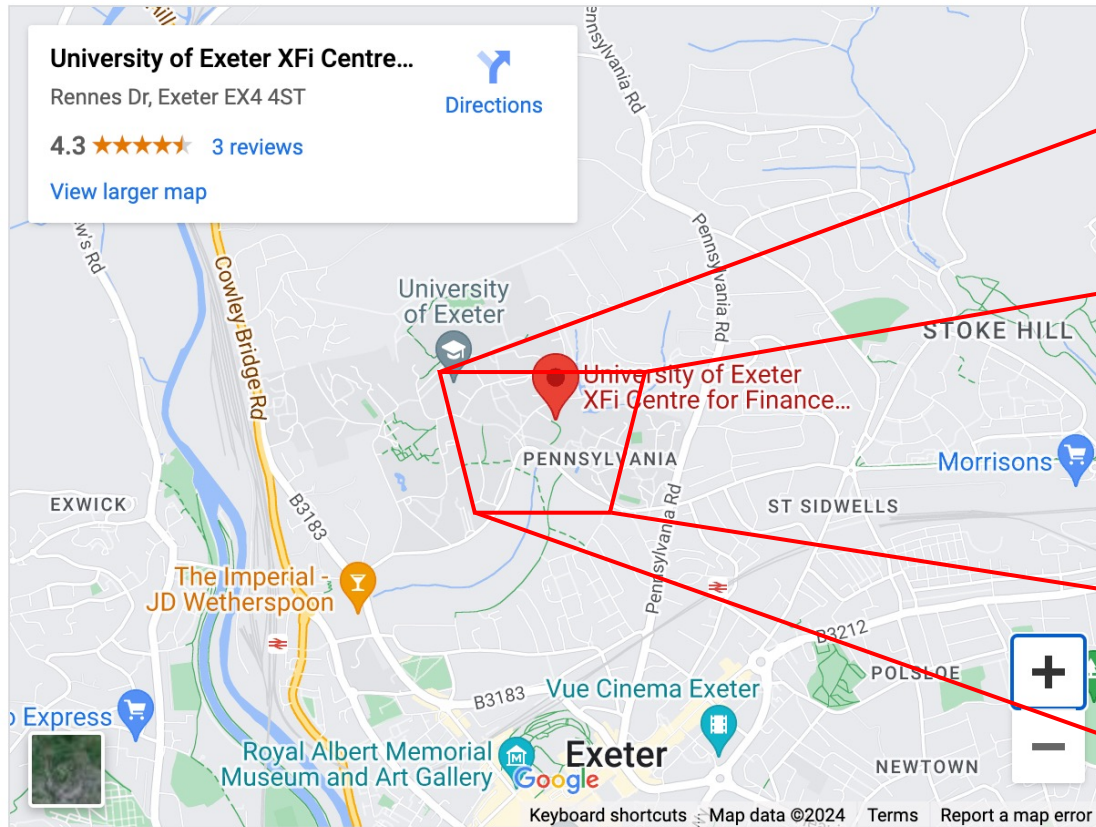 University of Exeter XFi Centre...
Rennes Dr, Exeter EX4 4ST
4.3
3 reviews
View larger map
Directions
Pennsylvania Rd
w's Rd
Cowley Bridge Rd
Pennsylvania Rd
University
of Exeter
STOKE HILL
University of Exeter
XFi Centre for Finance...
PENNSYLVANIA
Morrisons
EXWICK
B3183
ST SIDWELLS
Pennsylvania Rd
The Imperial -
JD Wetherspoon
B3212
POLSLOE
B3183
Vue Cinema Exeter
o Express
Royal Albert Memorial
Museum and Art Gallery
M
Exeter
Google
NEWTOWN
Keyboard shortcuts
Map data ©2024
Terms
Report a map error